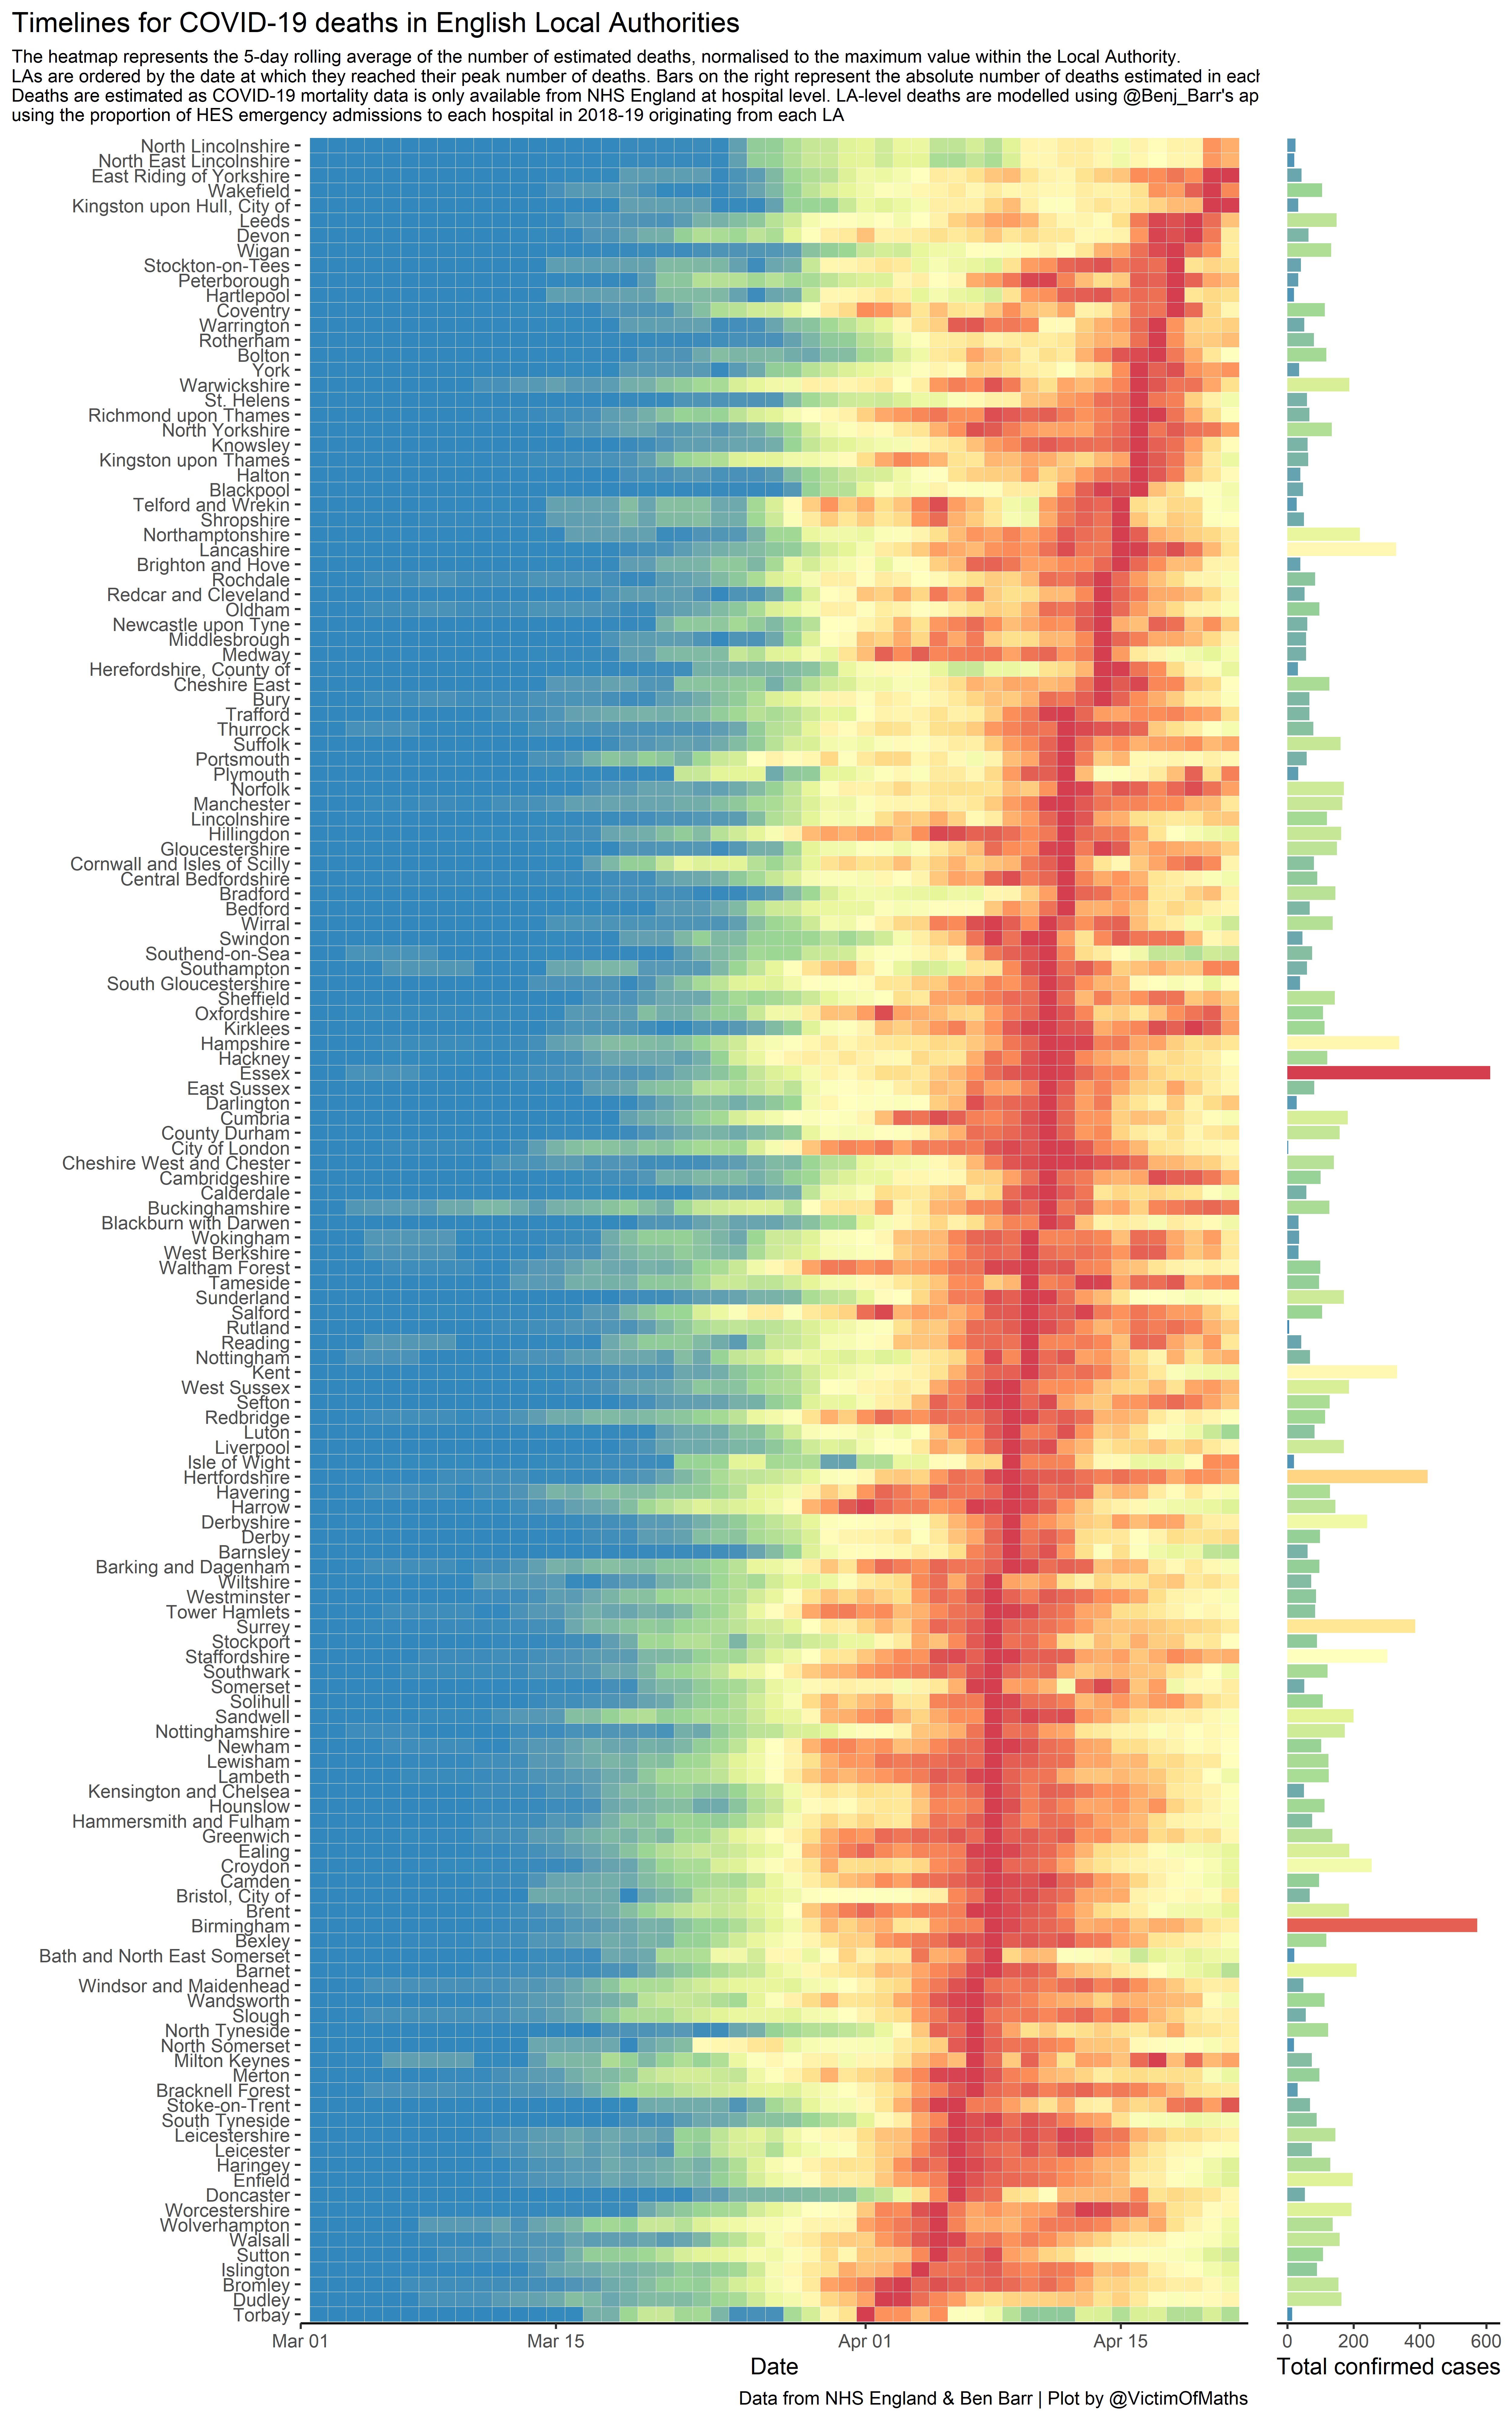 Timelines for COVID-19 deaths in English Local Authorities
The heatmap represents the 5-day rolling average of the number of estimated deaths, normalised to the maximum value within the Local Authority.
LAs are ordered by the date at which they reached their peak number of deaths. Bars on the right represent the absolute number of deaths estimated in each
Deaths are estimated as COVID-19 mortality data is only available from NHS England at hospital level. LA-level deaths are modelled using @Benj_Barr's ap
using the proportion of HES emergency admissions to each hospital in 2018-19 originating from each LA
North Lincolnshire
North East Lincolnshire
East Riding of Yorkshire
Wakefield
Kingston upon Hull, City of
Leeds
Devon
Wigan
Stockton-on-Tees
Peterborough
Hartlepool
Coventry
Warrington
Rotherham
Bolton
York
Warwickshire
St. Helens
Richmond upon Thames
North Yorkshire
Knowsley
Kingston upon Thames
Halton
Blackpool
Telford and Wrekin
Shropshire
Northamptonshire
Lancashire
Brighton and Hove
Rochdale
Redcar and Cleveland
Oldham
Newcastle upon Tyne
Middlesbrough
Medway
Herefordshire, County of
Cheshire East
Bury
Trafford
Thurrock
Suffolk
Portsmouth
Plymouth
Norfolk
Manchester
Lincolnshire
Hillingdon
Gloucestershire
Cornwall and Isles of Scilly
Central Bedfordshire
Bradford
Bedford
Wirral
Swindon
Southend-on-Sea
Southampton
South Gloucestershire
Sheffield
Oxfordshire
Kirklees
Hampshire
Hackney
Essex
East Sussex
Darlington
Cumbria
County Durham
City of London
Cheshire West and Chester
Cambridgeshire
Calderdale
Buckinghamshire
Blackburn with Darwen
Wokingham
West Berkshire
Waltham Forest
Tameside
Sunderland
Salford
Rutland
Reading
Nottingham
Kent
West Sussex
Sefton
Redbridge
Luton
Liverpool
Isle of Wight
Hertfordshire
Havering
Harrow
Derbyshire
Derby
Barnsley
Barking and Dagenham
Wiltshire
Westminster
Tower Hamlets
Surrey
Stockport
Staffordshire
Southwark
Somerset
Solihull
Sandwell
Nottinghamshire
Newham
Lewisham
Lambeth
Kensington and Chelsea
Hounslow
Hammersmith and Fulham
Greenwich
Ealing
Croydon
Camden
Bristol, City of
Brent
Birmingham
Bexley
Bath and North East Somerset
Barnet
Windsor and Maidenhead
Wandsworth
Slough
North Tyneside
North Somerset
Milton Keynes
Merton
Bracknell Forest
Stoke-on-Trent
South Tyneside
Leicestershire
Leicester
Haringey
Enfield
Doncaster
Worcestershire
Wolverhampton
Walsall
Sutton
Islington
Bromley
Dudley
Torbay
Mar 01 Mar 15 Apr 01 Apr 15
0 200 400 600
Date
Total confirmed cases
Data from NHS England & Ben Barr | Plot by @VictimOfMaths